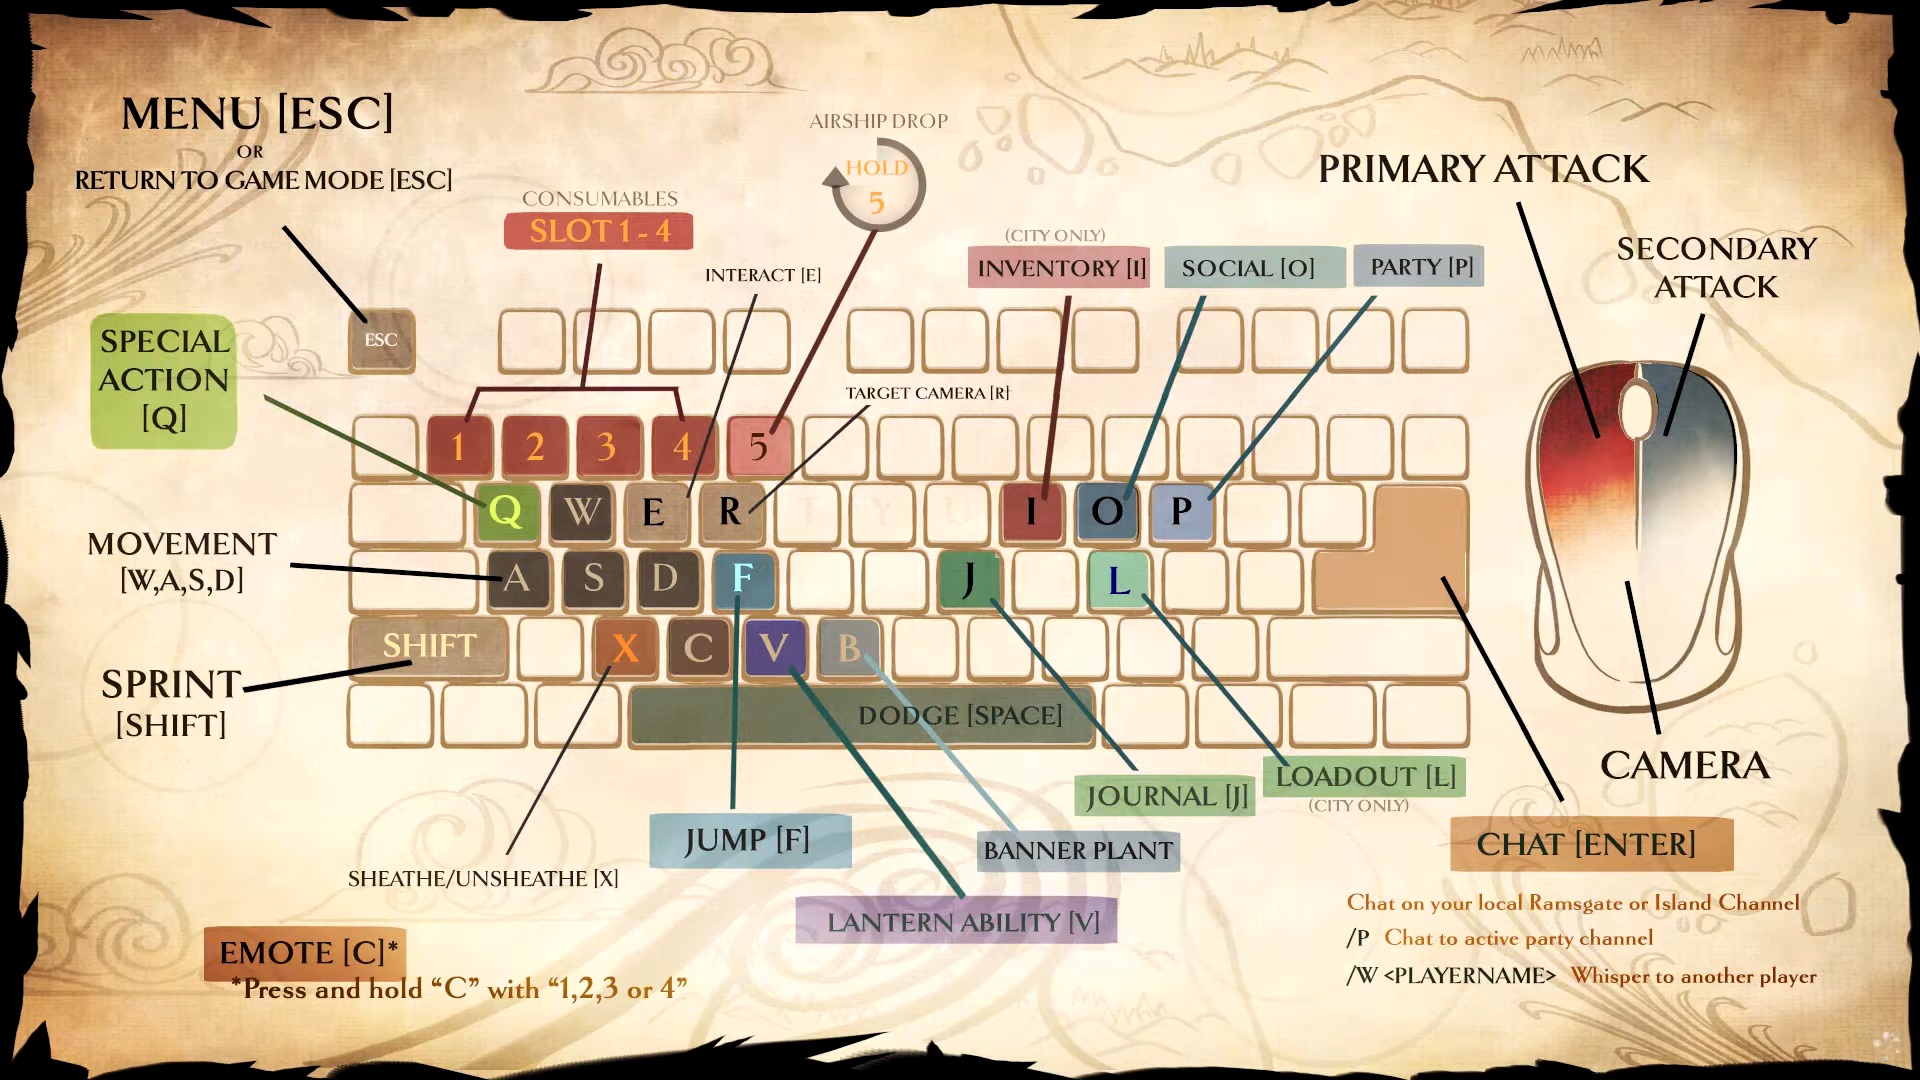 MENU [ESC]
OR
RETURN TO GAME MODE [ESC]
AIRSHIP DROP
HOLD
5
CONSUMABLES
SLOT 1 - 4
INTERACT [E]
(CITY ONLY)
INVENTORY [I]
SOCIAL [O]
PARTY [P]
PRIMARY ATTACK
SECONDARY
ATTACK
SPECIAL
ACTION
[Q]
ESC
TARGET CAMERA [R]
1 2 3 4 5
Q W E R T Y U I O P
MOVEMENT
[W,A,S,D]
A S D F J L
SHIFT X C V B
SPRINT
[SHIFT]
DODGE [SPACE]
CAMERA
JOURNAL [J]
LOADOUT [L]
(CITY ONLY)
JUMP [F]
BANNER PLANT
CHAT [ENTER]
SHEATHE/UNSHEATHE [X]
LANTERN ABILITY [V]
Chat on your local Ramsgate or Island Channel
/P Chat to active party channel
/W <PLAYERNAME> Whisper to another player
EMOTE [C]*
*Press and hold “C” with “1,2,3 or 4”